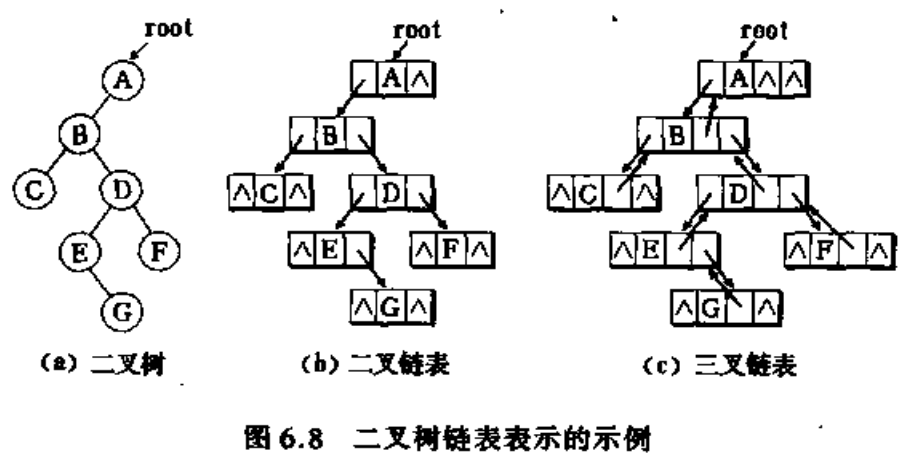 root
A
B
C
D
E
F
G
(a) 二叉树
root
∧ A ∧
B
∧ C ∧
D
∧ E
∧ F ∧
∧ G ∧
(b) 二叉链表
root
A ∧ ∧
B
∧ C ∧
D
∧ E
∧ F ∧
∧ G ∧
(c) 三叉链表
图 6.8 二叉树链表表示的示例